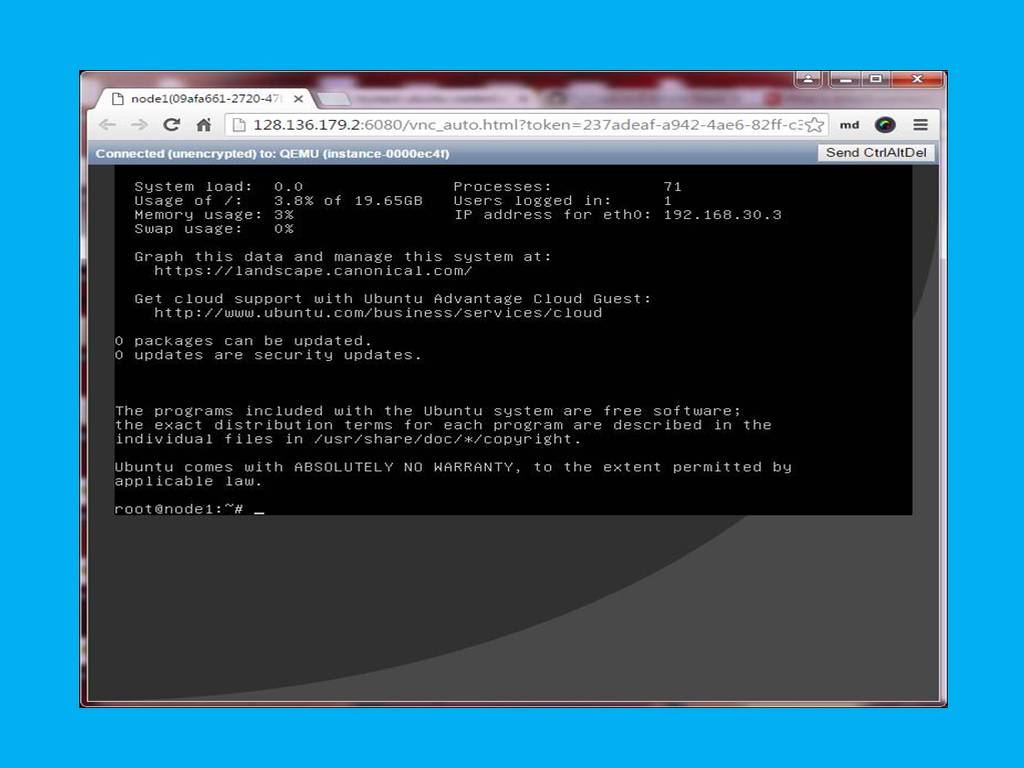 node1(09afa661-2720-47
128.136.179.2:6080/vnc_auto.html?token=237adeaf-a942-4ae6-82ff-c
md
Connected (unencrypted) to: QEMU (instance-0000ec4f)
Send CtrlAltDel
System load: 0.0 Processes: 71
Usage of /: 3.8% of 19.65GB Users logged in: 1
Memory usage: 3% IP address for eth0: 192.168.30.3
Swap usage: 0%
Graph this data and manage this system at:
https://landscape.canonical.com/
Get cloud support with Ubuntu Advantage Cloud Guest:
http://www.ubuntu.com/business/services/cloud
0 packages can be updated.
0 updates are security updates.
The programs included with the Ubuntu system are free software;
the exact distribution terms for each program are described in the
individual files in /usr/share/doc/*/copyright.
Ubuntu comes with ABSOLUTELY NO WARRANTY, to the extent permitted by
applicable law.
root@node1:~# _